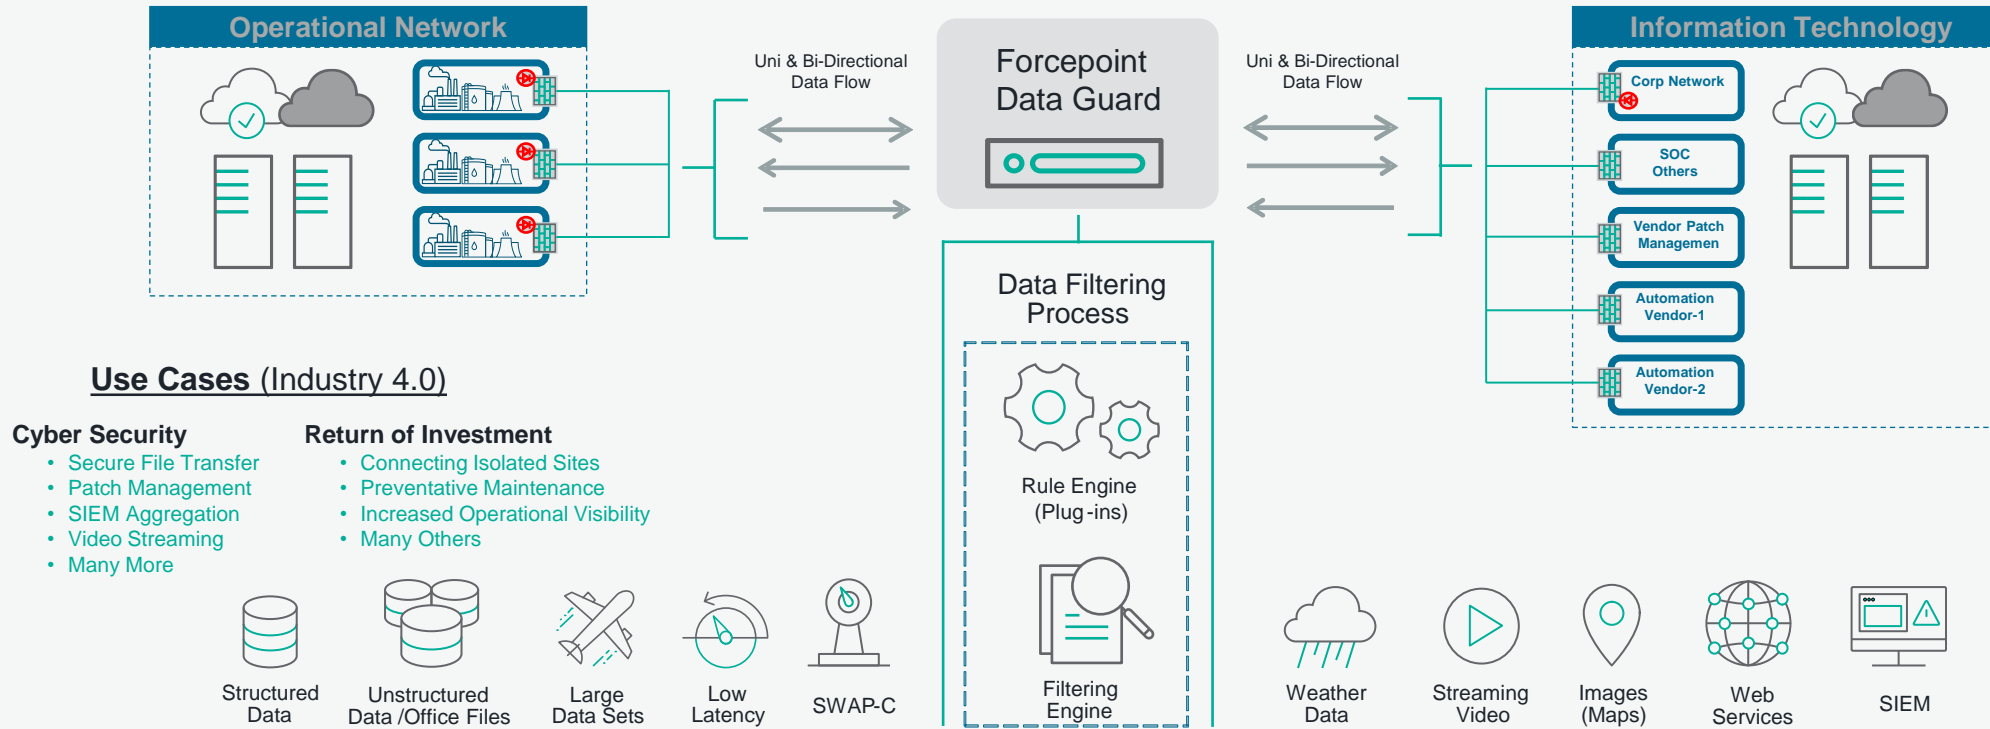 Operational Network
Uni & Bi-Directional
Data Flow
Forcepoint
Data Guard
Uni & Bi-Directional
Data Flow
Information Technology
Corp Network
SOC
Others
Vendor Patch
Managemen
Automation
Vendor-1
Automation
Vendor-2
Data Filtering
Process
Rule Engine
(Plug-ins)
Filtering
Engine
Use Cases (Industry 4.0)
Cyber Security
• Secure File Transfer
• Patch Management
• SIEM Aggregation
• Video Streaming
• Many More
Return of Investment
• Connecting Isolated Sites
• Preventative Maintenance
• Increased Operational Visibility
• Many Others
Structured
Data
Unstructured
Data /Office Files
Large
Data Sets
Low
Latency
SWAP-C
Weather
Data
Streaming
Video
Images
(Maps)
Web
Services
SIEM